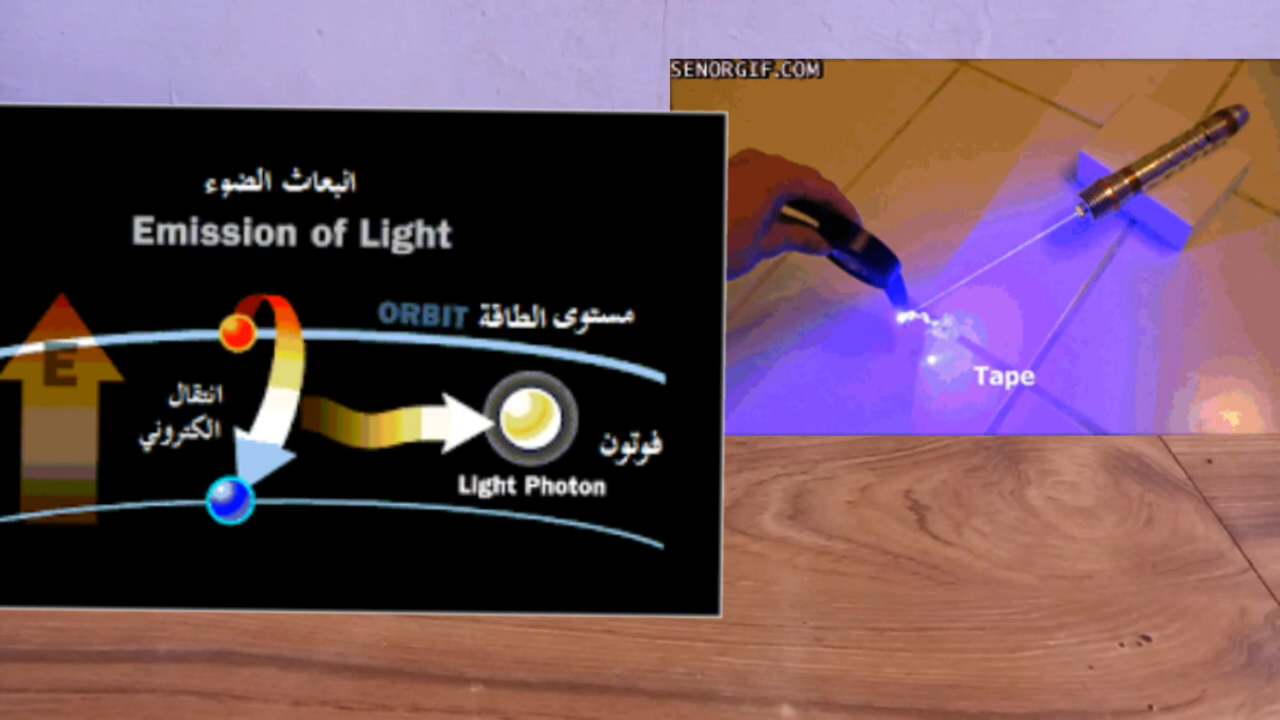 انبعاث الضوء
Emission of Light
ORBIT مستوى الطاقة
E
انتقال
الكتروني
فوتون
Light Photon
SENORGIF.COM
Tape